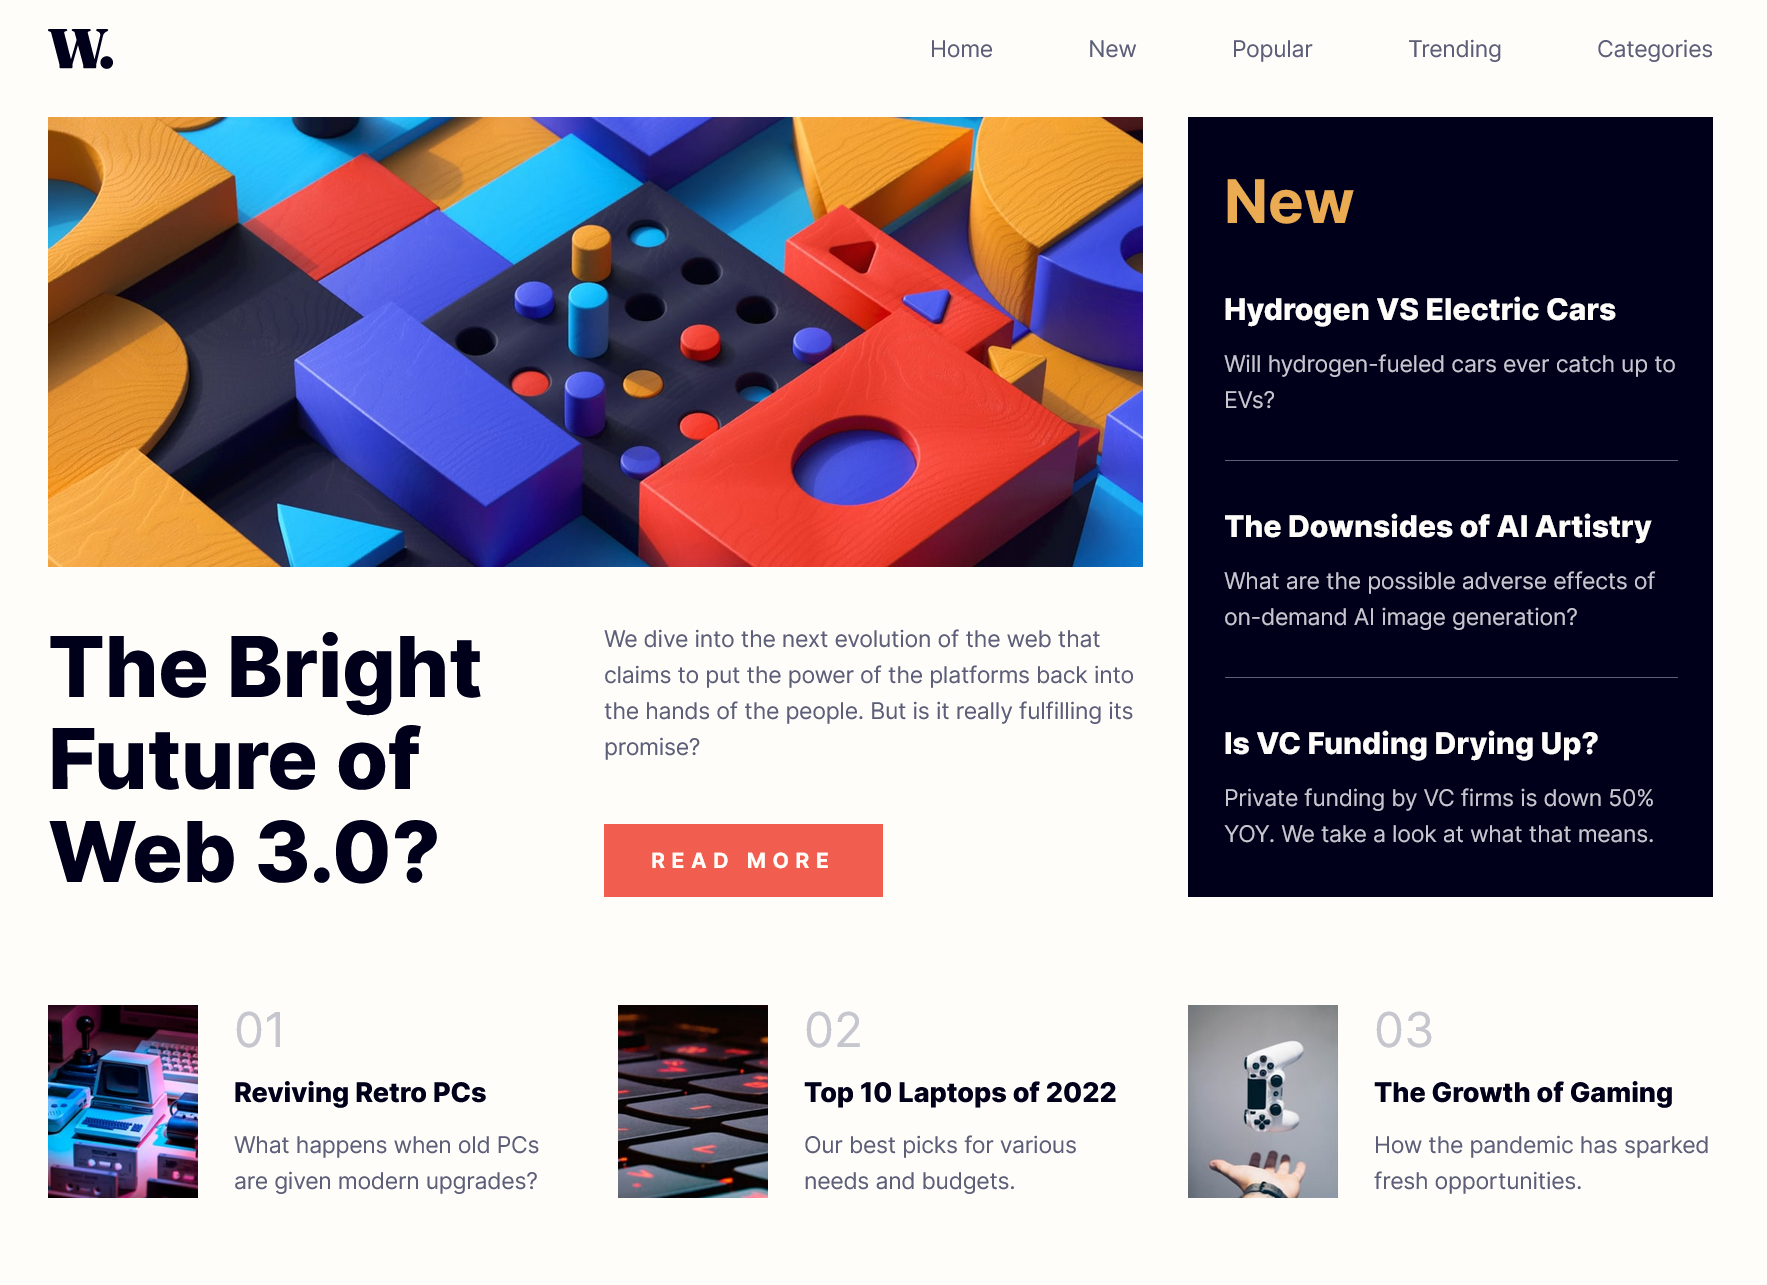 W.
Home
New
Popular
Trending
Categories
The Bright
Future of
Web 3.0?
We dive into the next evolution of the web that
claims to put the power of the platforms back into
the hands of the people. But is it really fulfilling its
promise?
READ MORE
New
Hydrogen VS Electric Cars
Will hydrogen-fueled cars ever catch up to
EVs?
The Downsides of AI Artistry
What are the possible adverse effects of
on-demand AI image generation?
Is VC Funding Drying Up?
Private funding by VC firms is down 50%
YOY. We take a look at what that means.
01
Reviving Retro PCs
What happens when old PCs
are given modern upgrades?
02
Top 10 Laptops of 2022
Our best picks for various
needs and budgets.
03
The Growth of Gaming
How the pandemic has sparked
fresh opportunities.